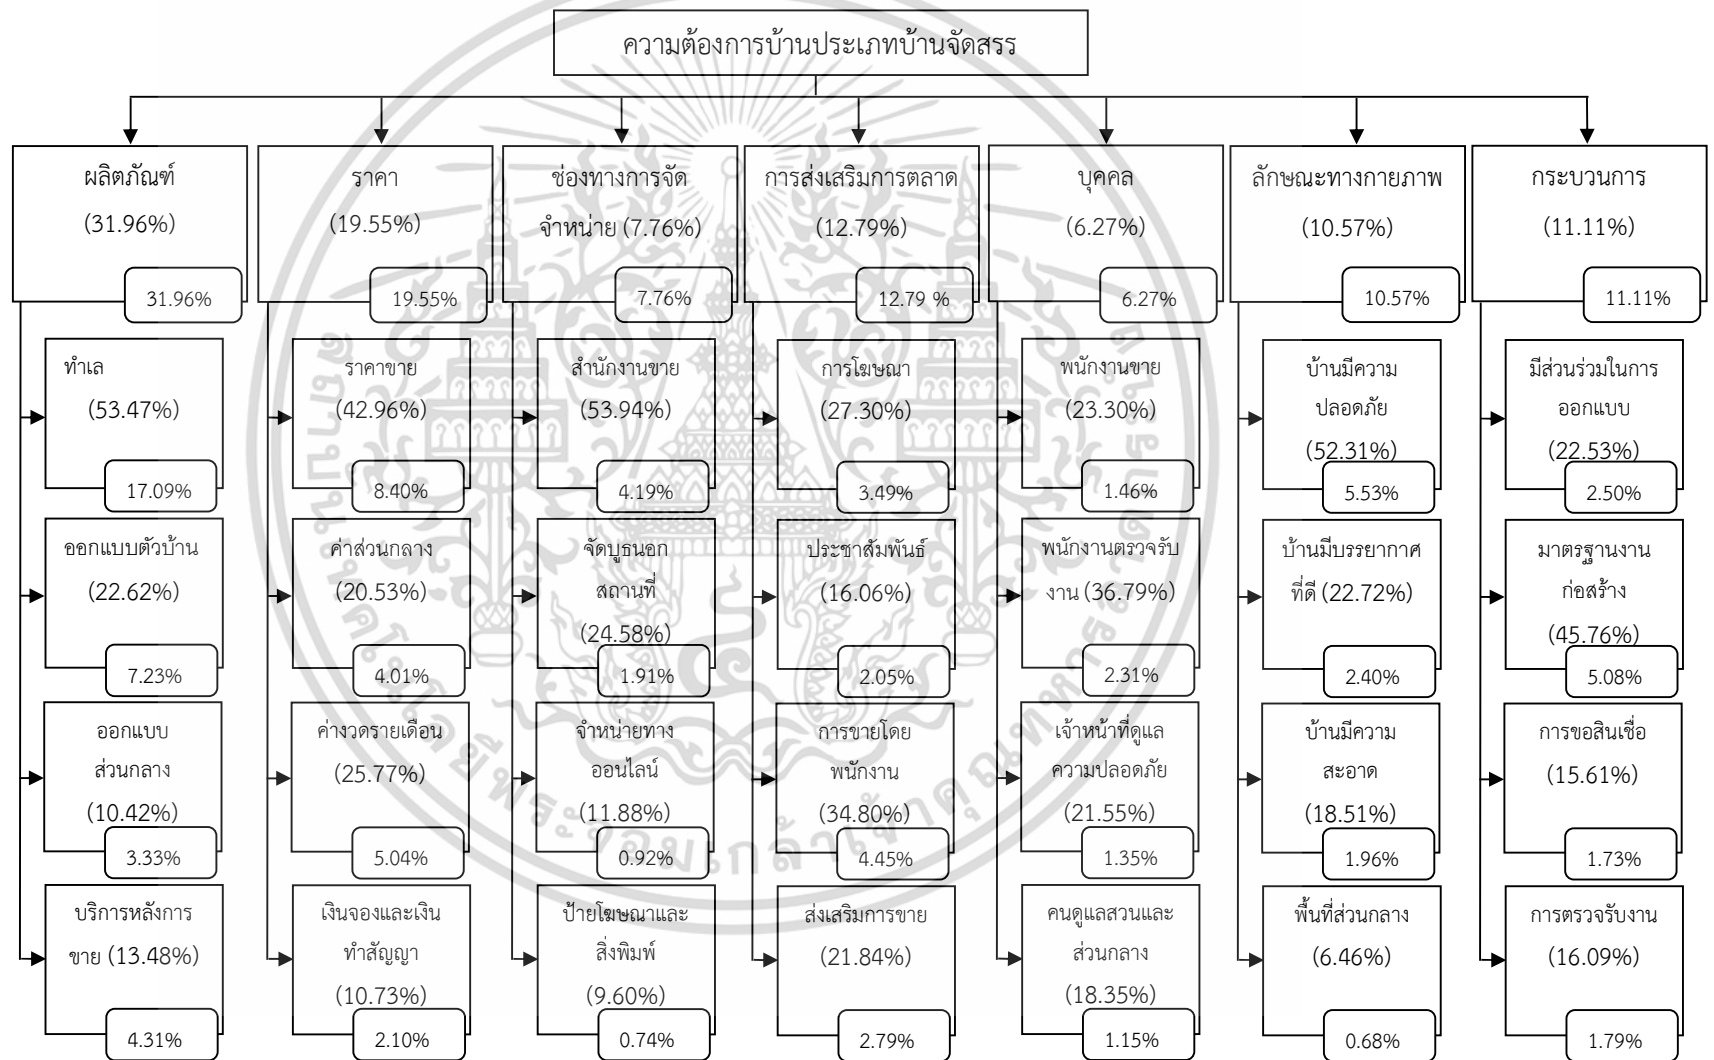 ความต้องการบ้านประเภทบ้านจัดสรร
ผลิตภัณฑ์
(31.96%)
31.96%
ราคา
(19.55%)
19.55%
ช่องทางการจัด
จำหน่าย (7.76%)
7.76%
การส่งเสริมการตลาด
(12.79%)
12.79 %
บุคคล
(6.27%)
6.27%
ลักษณะทางกายภาพ
(10.57%)
10.57%
กระบวนการ
(11.11%)
11.11%
ทำเล
(53.47%)
17.09%
ราคาขาย
(42.96%)
8.40%
สำนักงานขาย
(53.94%)
4.19%
การโฆษณา
(27.30%)
3.49%
พนักงานขาย
(23.30%)
1.46%
บ้านมีความ
ปลอดภัย
(52.31%)
5.53%
มีส่วนร่วมในการ
ออกแบบ
(22.53%)
2.50%
ออกแบบตัวบ้าน
(22.62%)
7.23%
ค่าส่วนกลาง
(20.53%)
4.01%
จัดบูธนอก
สถานที่
(24.58%)
1.91%
ประชาสัมพันธ์
(16.06%)
2.05%
พนักงานตรวจรับ
งาน (36.79%)
2.31%
บ้านมีบรรยากาศ
ที่ดี (22.72%)
2.40%
มาตรฐานงาน
ก่อสร้าง
(45.76%)
5.08%
ออกแบบ
ส่วนกลาง
(10.42%)
3.33%
ค่างวดรายเดือน
(25.77%)
5.04%
จำหน่ายทาง
ออนไลน์
(11.88%)
0.92%
การขายโดย
พนักงาน
(34.80%)
4.45%
เจ้าหน้าที่ดูแล
ความปลอดภัย
(21.55%)
1.35%
บ้านมีความ
สะอาด
(18.51%)
1.96%
การขอสินเชื่อ
(15.61%)
1.73%
บริการหลังการ
ขาย (13.48%)
4.31%
เงินจองและเงิน
ทำสัญญา
(10.73%)
2.10%
ป้ายโฆษณาและ
สิ่งพิมพ์
(9.60%)
0.74%
ส่งเสริมการขาย
(21.84%)
2.79%
คนดูแลสวนและ
ส่วนกลาง
(18.35%)
1.15%
พื้นที่ส่วนกลาง
(6.46%)
0.68%
การตรวจรับงาน
(16.09%)
1.79%